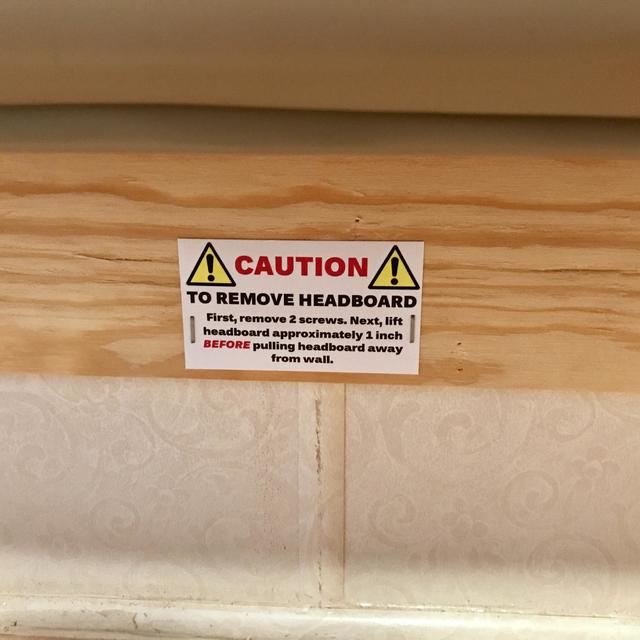 CAUTION
TO REMOVE HEADBOARD
First, remove 2 screws. Next, lift
headboard approximately 1 inch
BEFORE pulling headboard away
from wall.